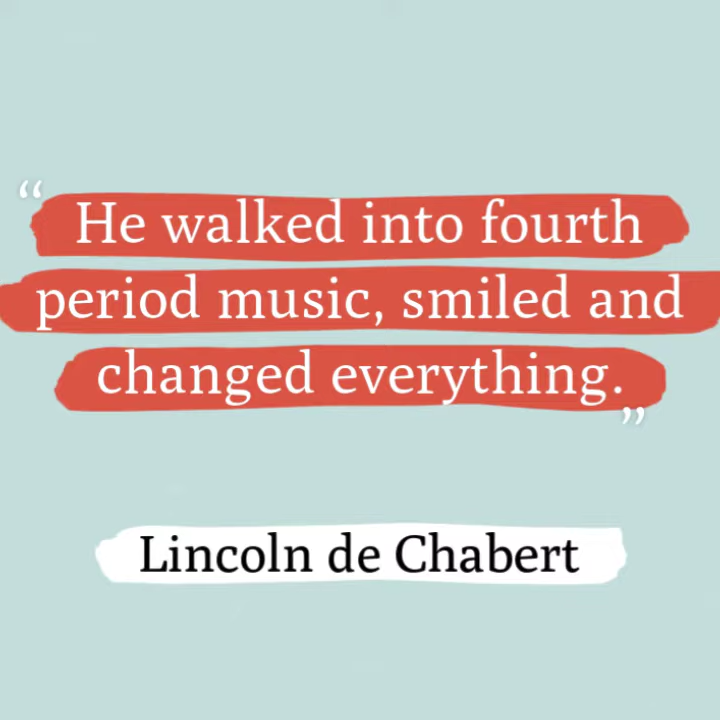 “He walked into fourth
period music, smiled and
changed everything.”
Lincoln de Chabert